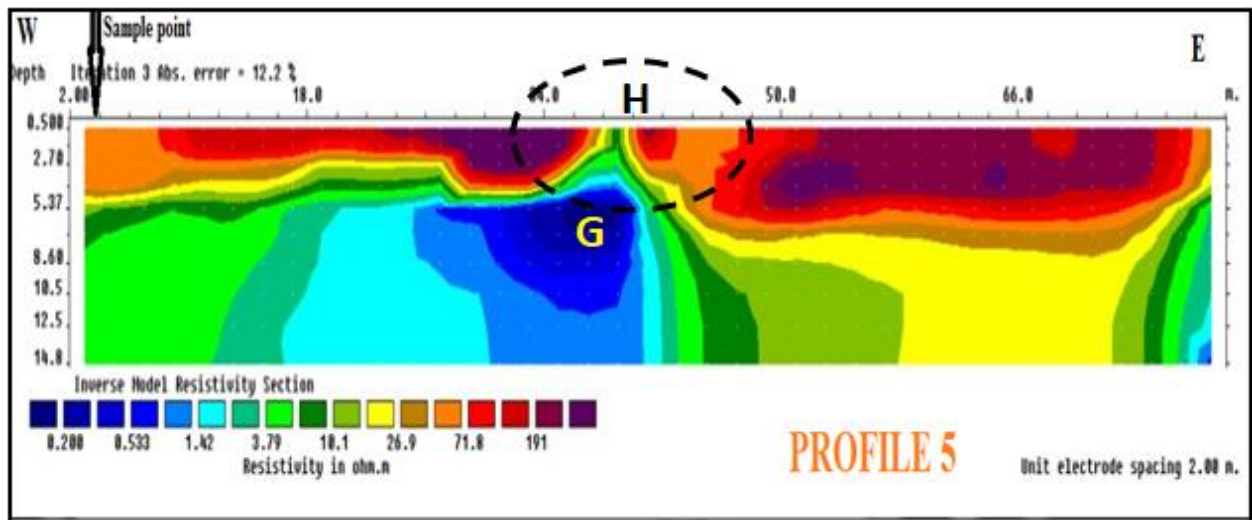 W Sample point E
Depth Iteration 3 Abs. error = 12.2 %
2.00 18.0 50.0 66.0 m.
H
0.500
2.70
5.37
G
8.60
10.5
12.5
14.8
Inverse Model Resistivity Section
0.200 0.533 1.42 3.79 10.1 26.9 71.8 191
Resistivity in ohm.m
PROFILE 5
Unit electrode spacing 2.00 m.